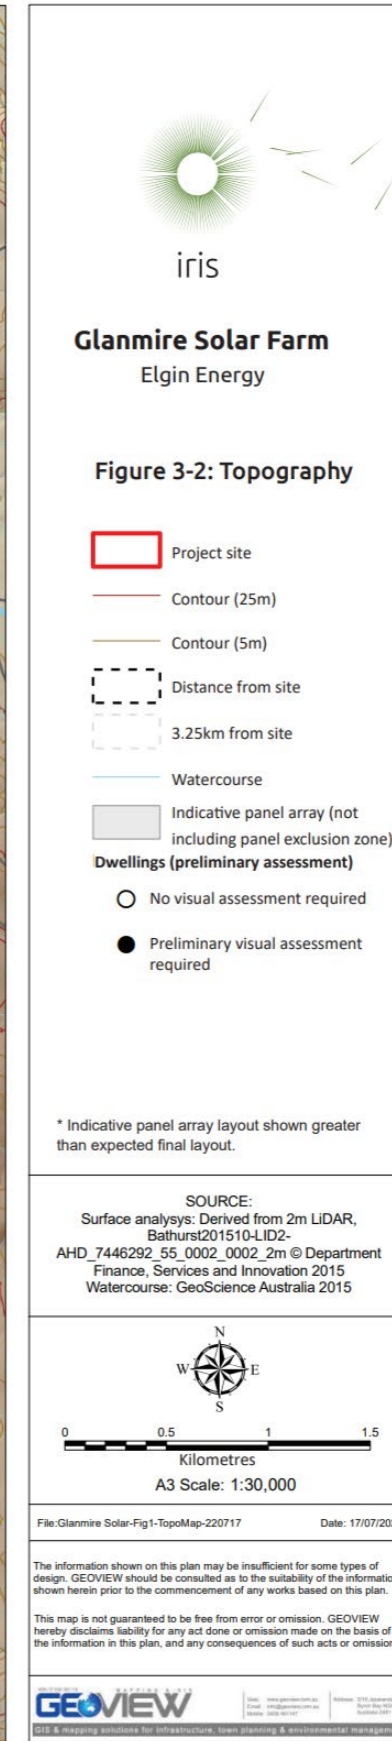 iris
Glanmire Solar Farm
Elgin Energy
Figure 3-2: Topography
Project site
Contour (25m)
Contour (5m)
Distance from site
3.25km from site
Watercourse
Indicative panel array (not
including panel exclusion zone)
Dwellings (preliminary assessment)
No visual assessment required
Preliminary visual assessment
required
* Indicative panel array layout shown greater
than expected final layout.
SOURCE:
Surface analysys: Derived from 2m LiDAR,
Bathurst201510-LID2-
AHD_7446292_55_0002_0002_2m © Department
Finance, Services and Innovation 2015
Watercourse: GeoScience Australia 2015
N
W E
S
0 0.5 1 1.5
Kilometres
A3 Scale: 1:30,000
File:Glanmire Solar-Fig1-TopoMap-220717 Date: 17/07/202
The information shown on this plan may be insufficient for some types of
design. GEOVIEW should be consulted as to the suitability of the informatio
shown herein prior to the commencement of any works based on this plan.
This map is not guaranteed to be free from error or omission. GEOVIEW
hereby disclaims liability for any act done or omission made on the basis of
the information in this plan, and any consequences of such acts or omission
MAPPING & GIS
GEOVIEW
GIS & mapping solutions for infrastructure, town planning & environmental managem